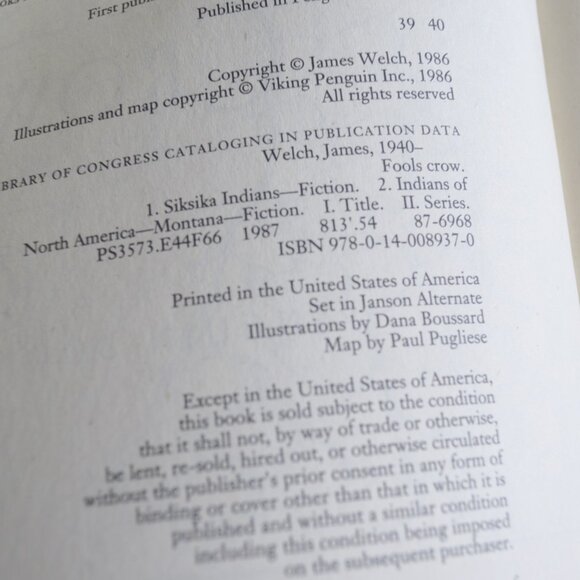 First publ
Published in Peng
39 40
Copyright © James Welch, 1986
Illustrations and map copyright © Viking Penguin Inc., 1986
All rights reserved
BRARY OF CONGRESS CATALOGING IN PUBLICATION DATA
Welch, James, 1940–
Fools crow.
1. Siksika Indians—Fiction. 2. Indians of
North America—Montana—Fiction. I. Title. II. Series.
PS3573.E44F66 1987 813'.54 87-6968
ISBN 978-0-14-008937-0
Printed in the United States of America
Set in Janson Alternate
Illustrations by Dana Boussard
Map by Paul Pugliese
Except in the United States of America,
this book is sold subject to the condition
that it shall not, by way of trade or otherwise,
be lent, re-sold, hired out, or otherwise circulated
without the publisher's prior consent in any form of
binding or cover other than that in which it is
published and without a similar condition
including this condition being imposed
on the subsequent purchaser.